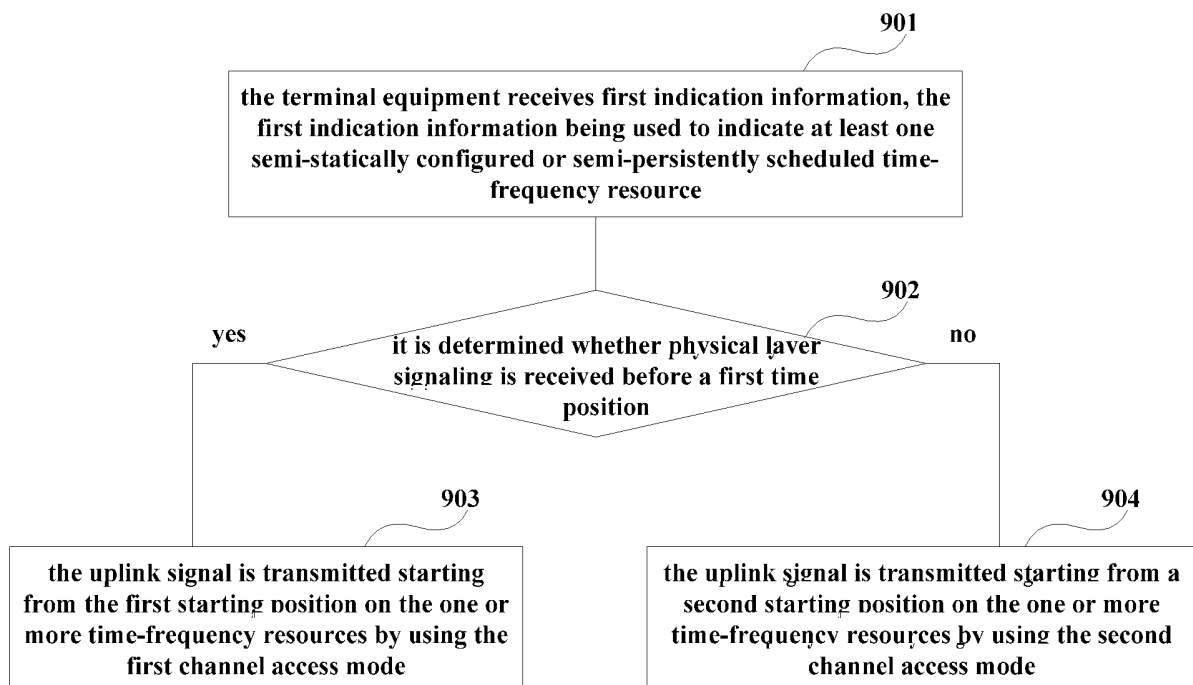 901
the terminal equipment receives first indication information, the
first indication information being used to indicate at least one
semi-statically configured or semi-persistently scheduled time-
frequency resource
902
yes
no
it is determined whether physical layer
signaling is received before a first time
position
903
904
the uplink signal is transmitted starting
from the first starting position on the one or
more time-frequency resources by using the
first channel access mode
the uplink signal is transmitted starting from a
second starting position on the one or more
time-frequency resources by using the second
channel access mode